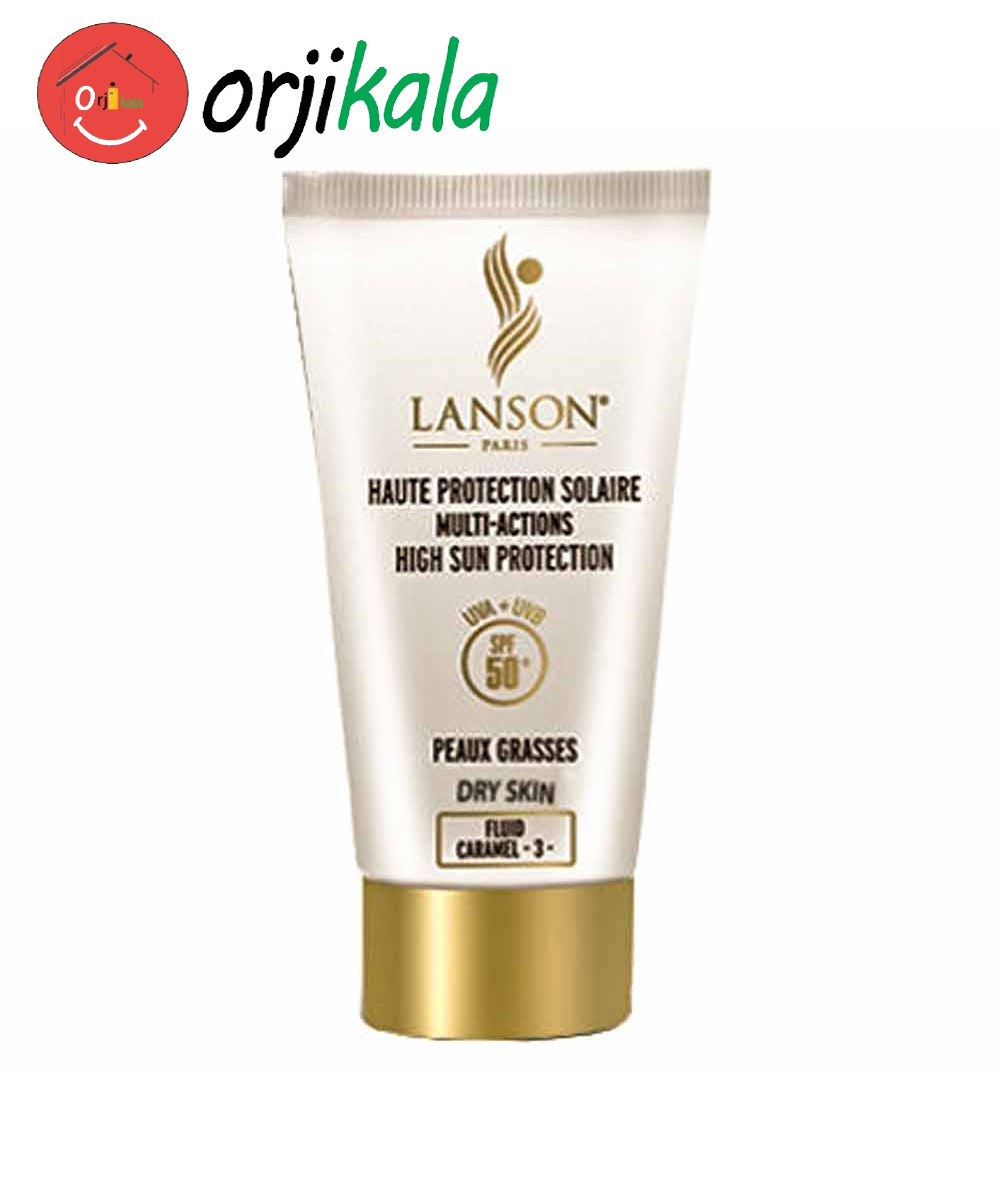 Orjikala
orjikala
LANSON®
PARIS
HAUTE PROTECTION SOLAIRE
MULTI-ACTIONS
HIGH SUN PROTECTION
UVA + UVB
SPF
50+
PEAUX GRASSES
DRY SKIN
FLUID
CARAMEL - 3 -